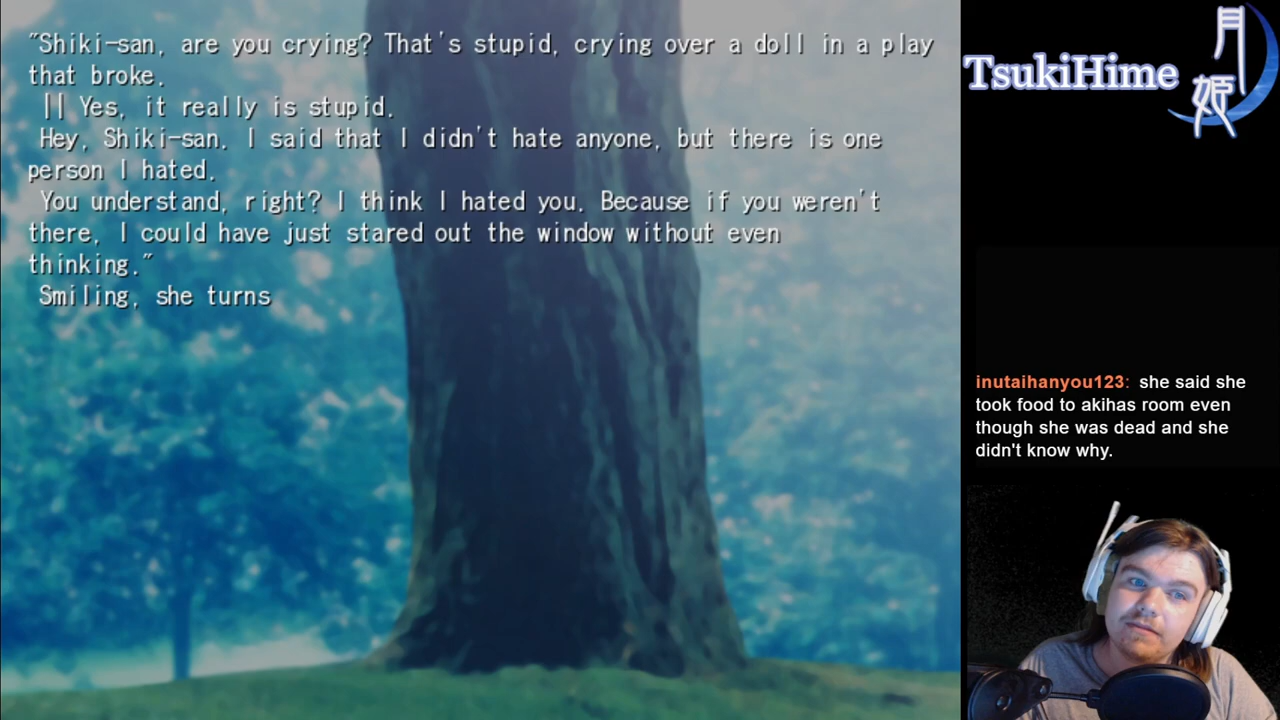 "Shiki-san, are you crying? That's stupid, crying over a doll in a play
that broke.
|| Yes, it really is stupid.
Hey, Shiki-san. I said that I didn't hate anyone, but there is one
person I hated.
You understand, right? I think I hated you. Because if you weren't
there, I could have just stared out the window without even
thinking."
Smiling, she turns
TsukiHime
月姫
inutaihanyou123: she said she
took food to akihas room even
though she was dead and she
didn't know why.